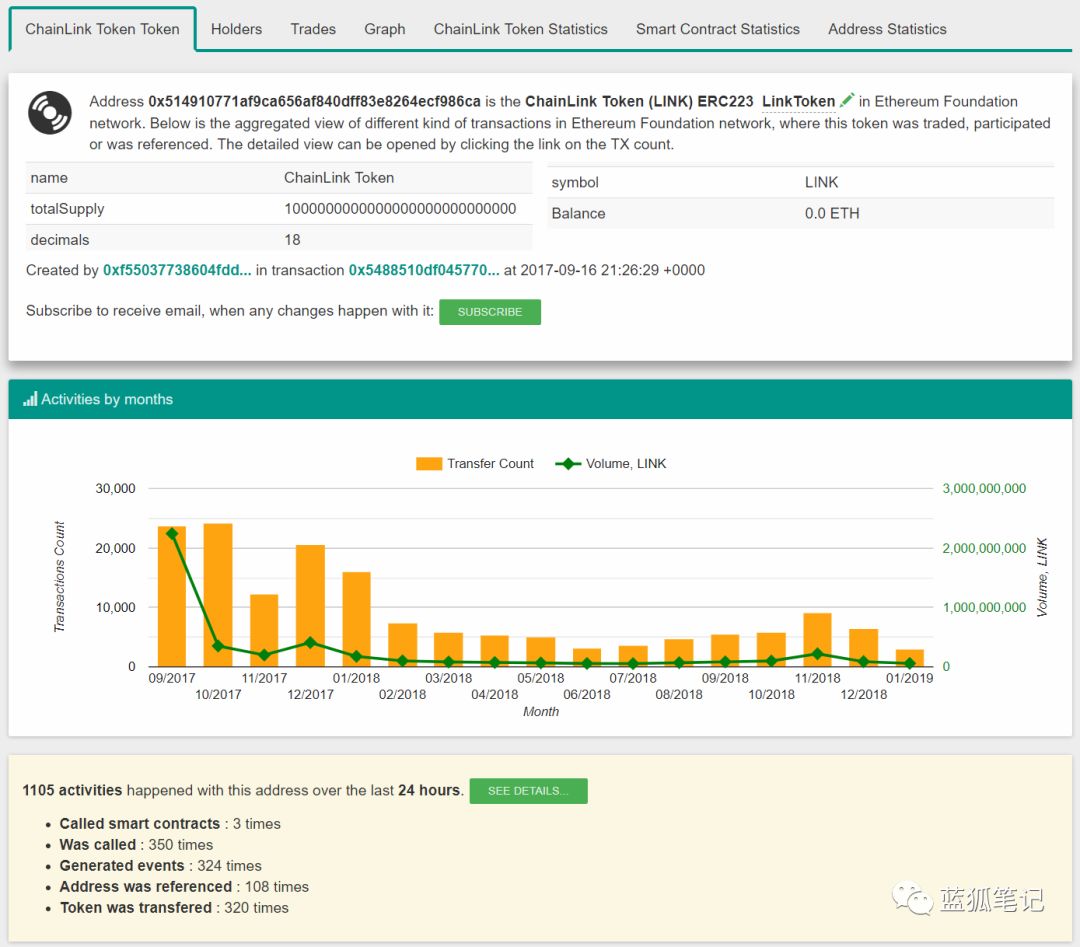 ChainLink Token Token Holders Trades Graph ChainLink Token Statistics Smart Contract Statistics Address Statistics
Address 0x514910771af9ca656af840dff83e8264ecf986ca is the ChainLink Token (LINK) ERC223 LinkToken in Ethereum Foundation
network. Below is the aggregated view of different kind of transactions in Ethereum Foundation network, where this token was traded, participated
or was referenced. The detailed view can be opened by clicking the link on the TX count.
name ChainLink Token
totalSupply 1000000000000000000000000000
decimals 18
symbol LINK
Balance 0.0 ETH
Created by 0xf55037738604fdd... in transaction 0x5488510df045770... at 2017-09-16 21:26:29 +0000
Subscribe to receive email, when any changes happen with it: SUBSCRIBE
Activities by months
Transfer Count Volume, LINK
30,000 3,000,000,000
20,000 2,000,000,000
10,000 1,000,000,000
0 0
Transactions Count
Volume, LINK
09/2017 11/2017 01/2018 03/2018 05/2018 07/2018 09/2018 11/2018 01/2019
10/2017 12/2017 02/2018 04/2018 06/2018 08/2018 10/2018 12/2018
Month
1105 activities happened with this address over the last 24 hours. SEE DETAILS...
• Called smart contracts : 3 times
• Was called : 350 times
• Generated events : 324 times
• Address was referenced : 108 times
• Token was transfered : 320 times
蓝狐笔记